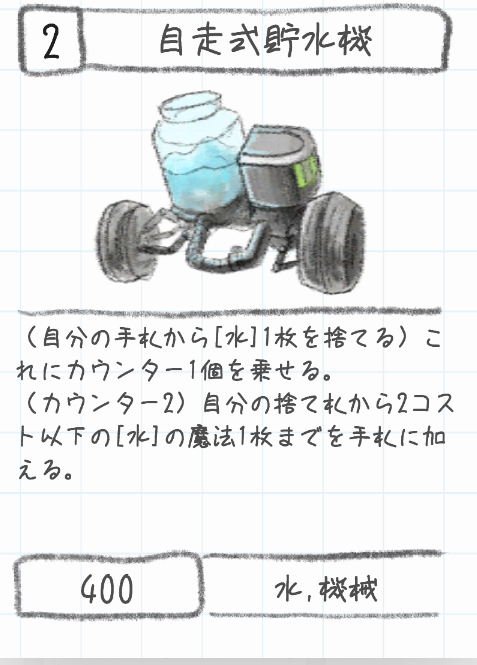 2
自走式貯水機
（自分の手札から[水]1枚を捨てる）こ
れにカウンター1個を乗せる。
（カウンター2）自分の捨て札から2コス
ト以下の[水]の魔法1枚までを手札に加
える。
400
水,機械